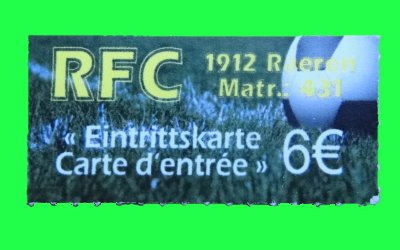 RFC
1912 Raeren
Matr.: 431
« Eintrittskarte
Carte d'entrée »
6€